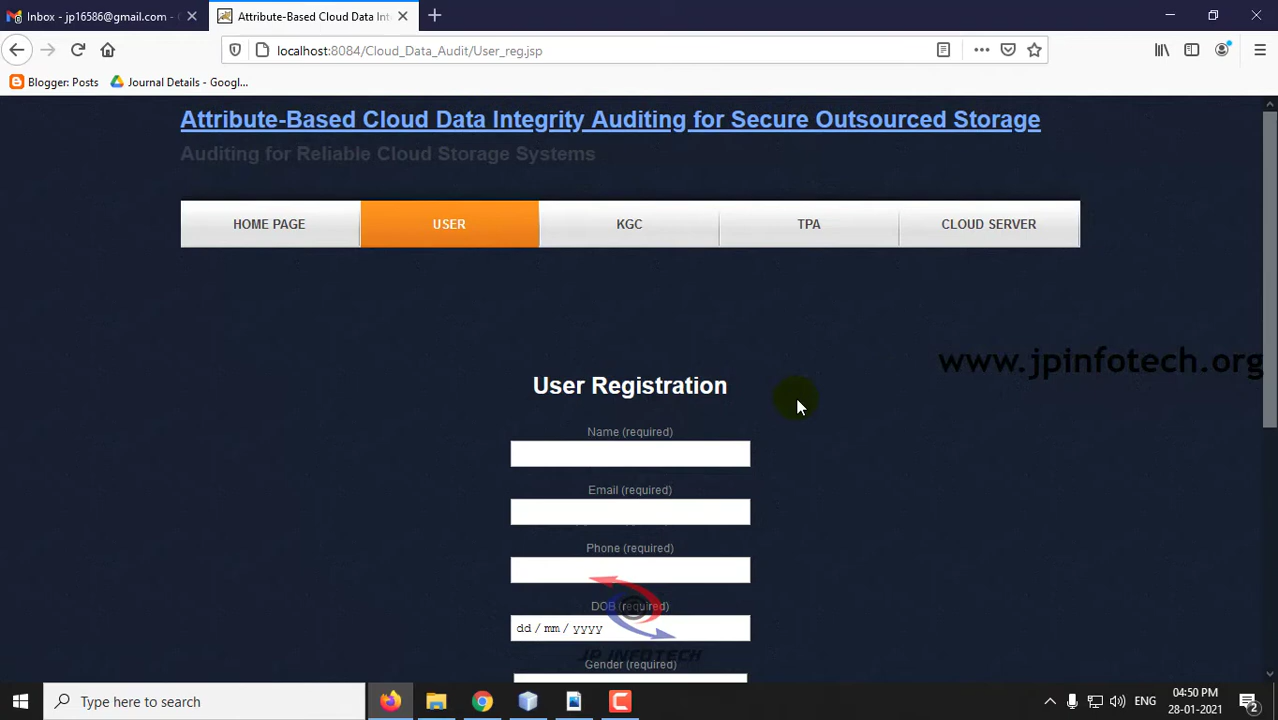 Inbox - jp16586@gmail.com -
Attribute-Based Cloud Data Int
localhost:8084/Cloud_Data_Audit/User_reg.jsp
Blogger: Posts
Journal Details - Googl...
Attribute-Based Cloud Data Integrity Auditing for Secure Outsourced Storage
Auditing for Reliable Cloud Storage Systems
HOME PAGE
USER
KGC
TPA
CLOUD SERVER
www.jpinfotech.org
User Registration
Name (required)
Email (required)
Phone (required)
DOB (required)
dd / mm / yyyy
JP INFOTECH
Gender (required)
Type here to search
ENG
04:50 PM
28-01-2021
2